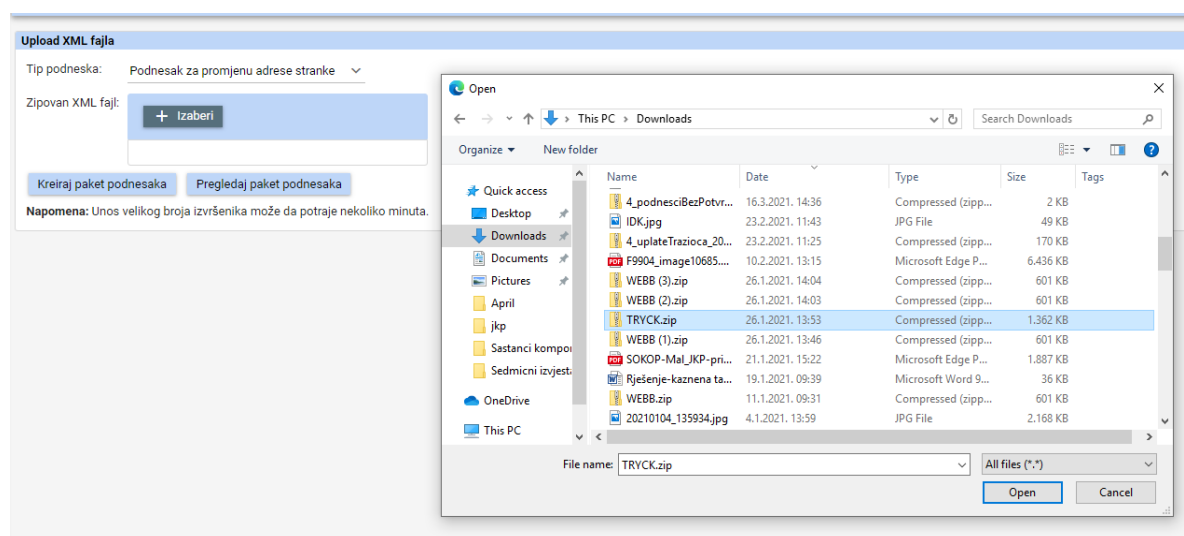 Upload XML fajla
Tip podneska: Podnesak za promjenu adrese stranke
Zipovan XML fajl:
+ Izaberi
Kreiraj paket podnesaka Pregledaj paket podnesaka
Napomena: Unos velikog broja izvršenika može da potraje nekoliko minuta.
Open
This PC > Downloads
Search Downloads
Organize New folder
Quick access
Desktop
Downloads
Documents
Pictures
April
jkp
Sastanci kompo
Sedmicni izvješt
OneDrive
This PC
Name Date Type Size Tags
4_podnesciBezPotvr... 16.3.2021. 14:36 Compressed (zipp... 2 KB
IDK.jpg 23.2.2021. 11:43 JPG File 49 KB
4_uplateTrazioca_20... 23.2.2021. 11:25 Compressed (zipp... 170 KB
F9904_image10685.... 10.2.2021. 13:15 Microsoft Edge P... 6.436 KB
WEBB (3).zip 26.1.2021. 14:04 Compressed (zipp... 601 KB
WEBB (2).zip 26.1.2021. 14:03 Compressed (zipp... 601 KB
TRYCK.zip 26.1.2021. 13:53 Compressed (zipp... 1.362 KB
WEBB (1).zip 26.1.2021. 13:46 Compressed (zipp... 601 KB
SOKOP-Mal_JKP-pri... 21.1.2021. 15:22 Microsoft Edge P... 1.887 KB
Rješenje-kaznena ta... 19.1.2021. 09:39 Microsoft Word 9... 36 KB
WEBB.zip 11.1.2021. 09:31 Compressed (zipp... 601 KB
20210104_135934.jpg 4.1.2021. 13:59 JPG File 2.168 KB
File name: TRYCK.zip All files (*.*)
Open Cancel